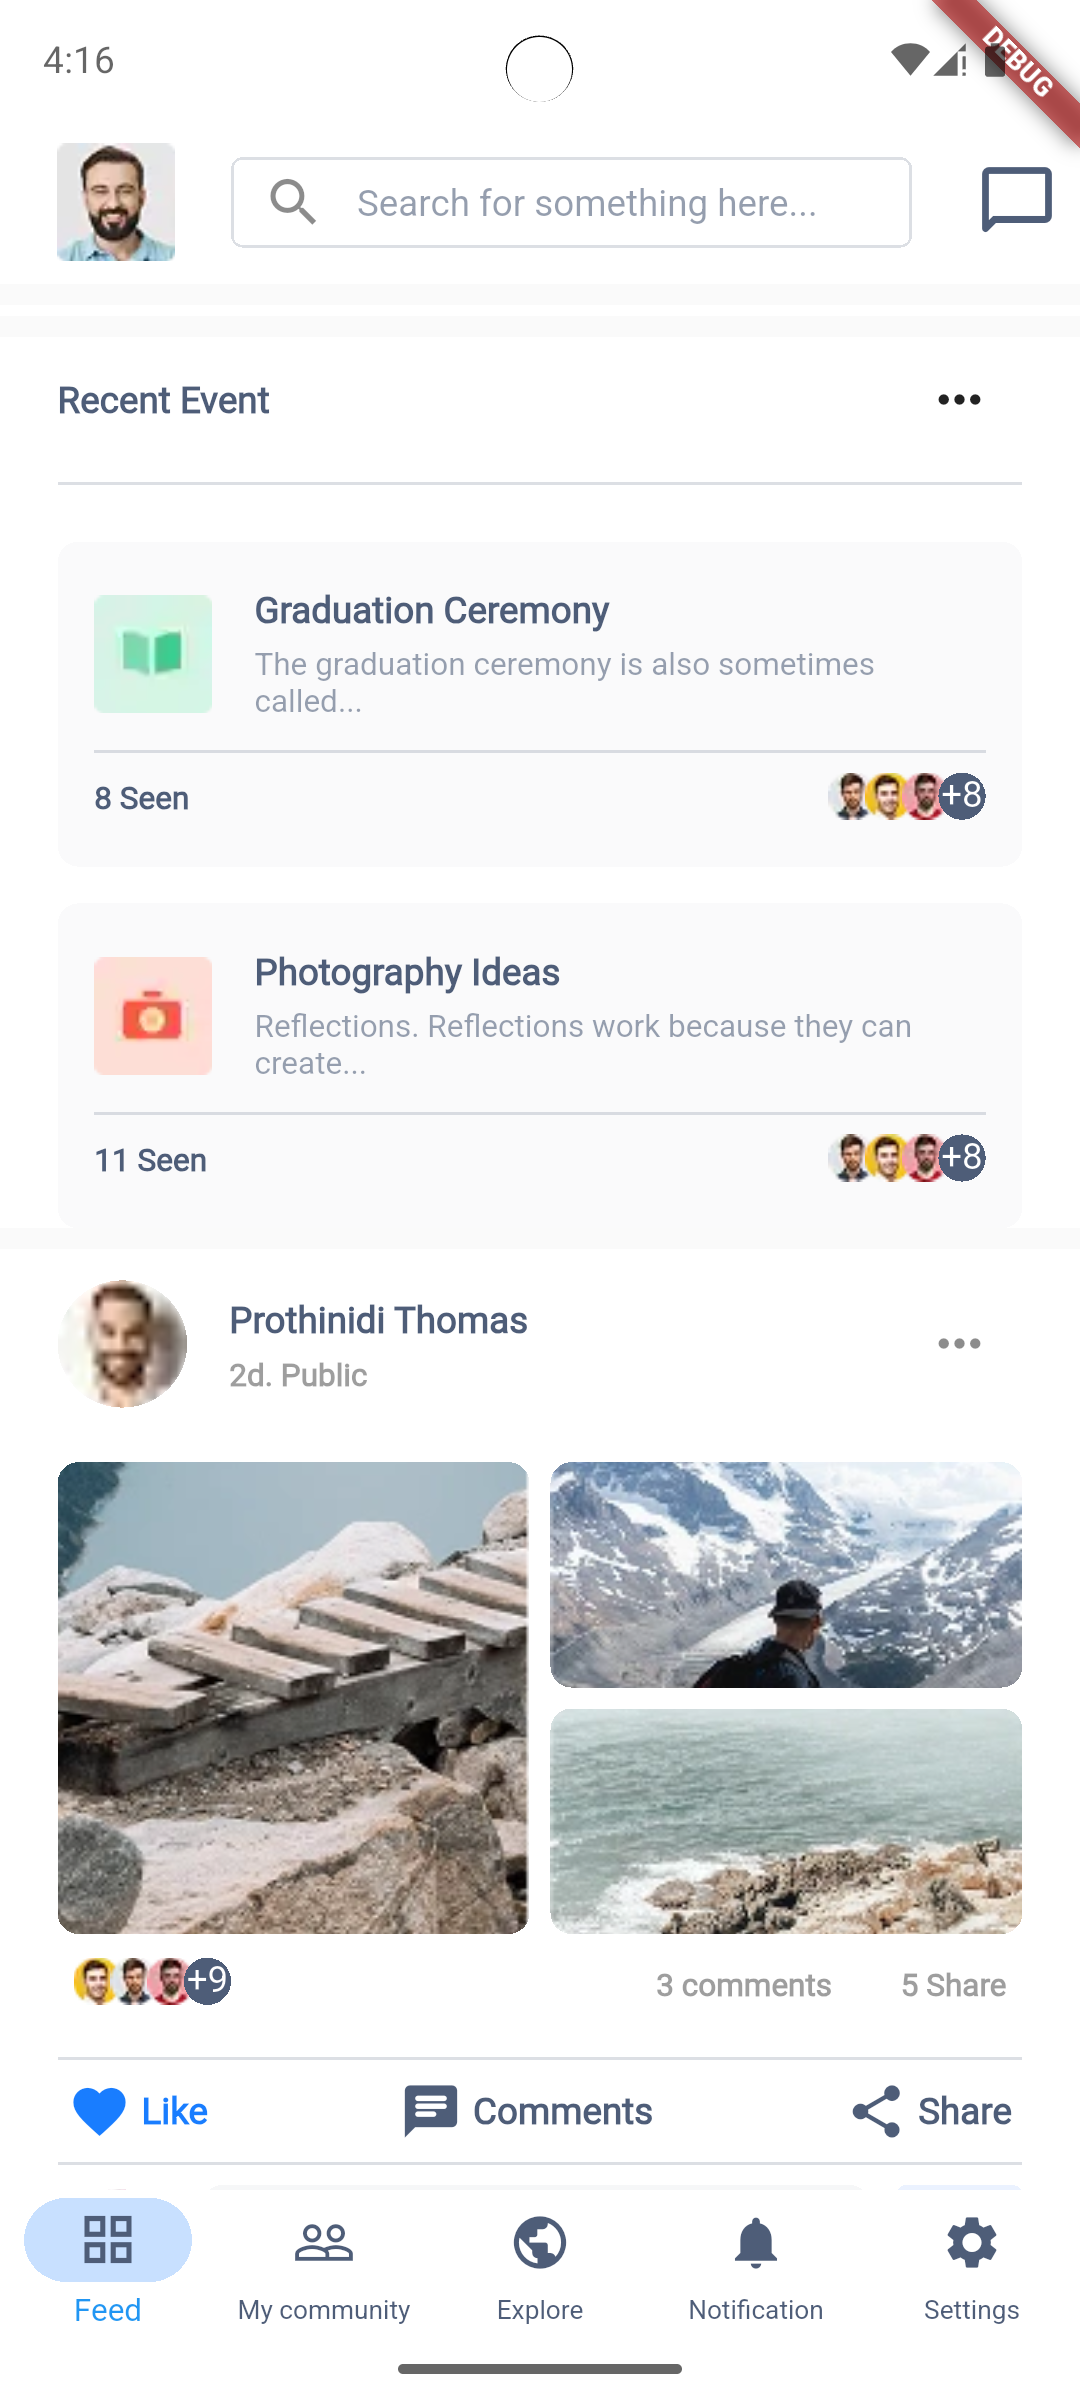 4:16
DEBUG
Search for something here...
Recent Event
Graduation Ceremony
The graduation ceremony is also sometimes
called...
8 Seen
+8
Photography Ideas
Reflections. Reflections work because they can
create...
11 Seen
+8
Prothinidi Thomas
2d. Public
+9
3 comments
5 Share
Like
Comments
Share
Feed
My community
Explore
Notification
Settings